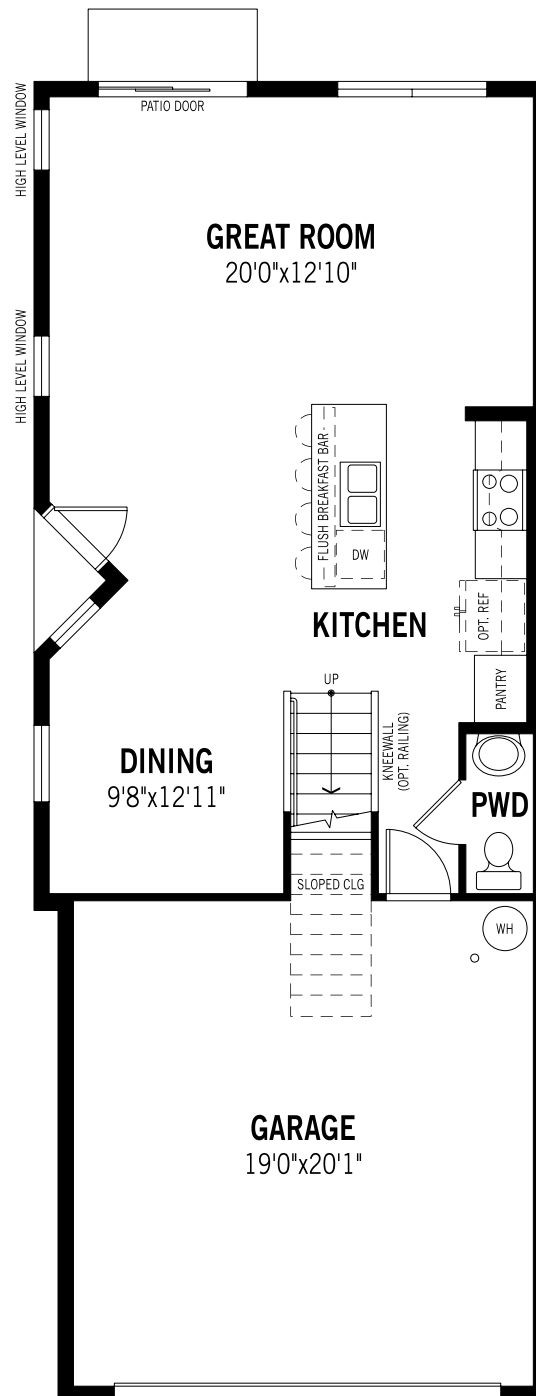 PATIO DOOR
HIGH LEVEL WINDOW
GREAT ROOM
20'0"x12'10"
HIGH LEVEL WINDOW
FLUSH BREAKFAST BAR
DW
OPT. REF
KITCHEN
PANTRY
UP
KNEEWALL
(OPT. RAILING)
DINING
9'8"x12'11"
PWD
SLOPED CLG
WH
GARAGE
19'0"x20'1"